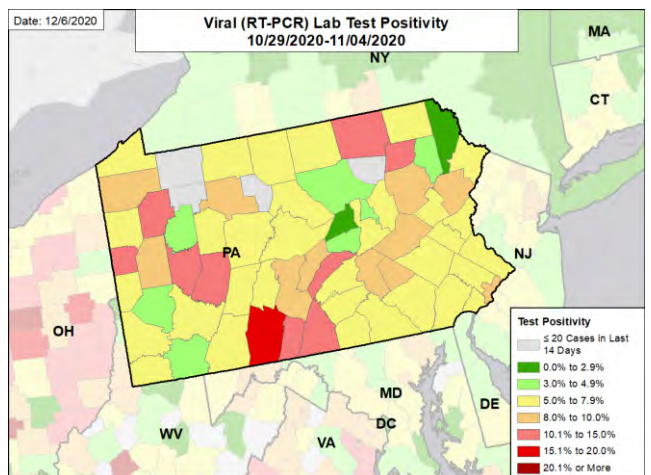 Date: 12/6/2020
Viral (RT-PCR) Lab Test Positivity
10/29/2020-11/04/2020
NY
MA
CT
PA
NJ
OH
MD
DE
WV
DC
VA
Test Positivity
≤ 20 Cases in Last
14 Days
0.0% to 2.9%
3.0% to 4.9%
5.0% to 7.9%
8.0% to 10.0%
10.1% to 15.0%
15.1% to 20.0%
20.1% or More